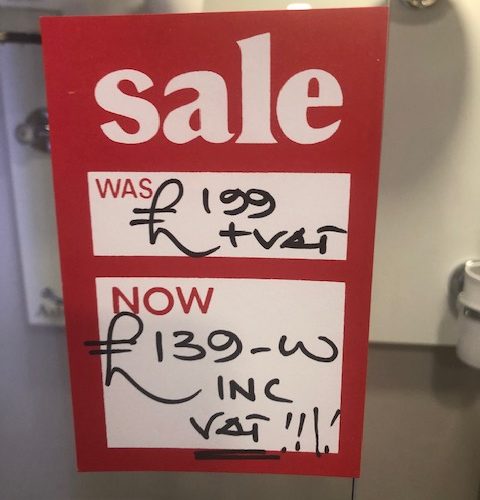 sale
WAS £ 199
+VAT
NOW
£ 139-00
INC
VAT !!!!